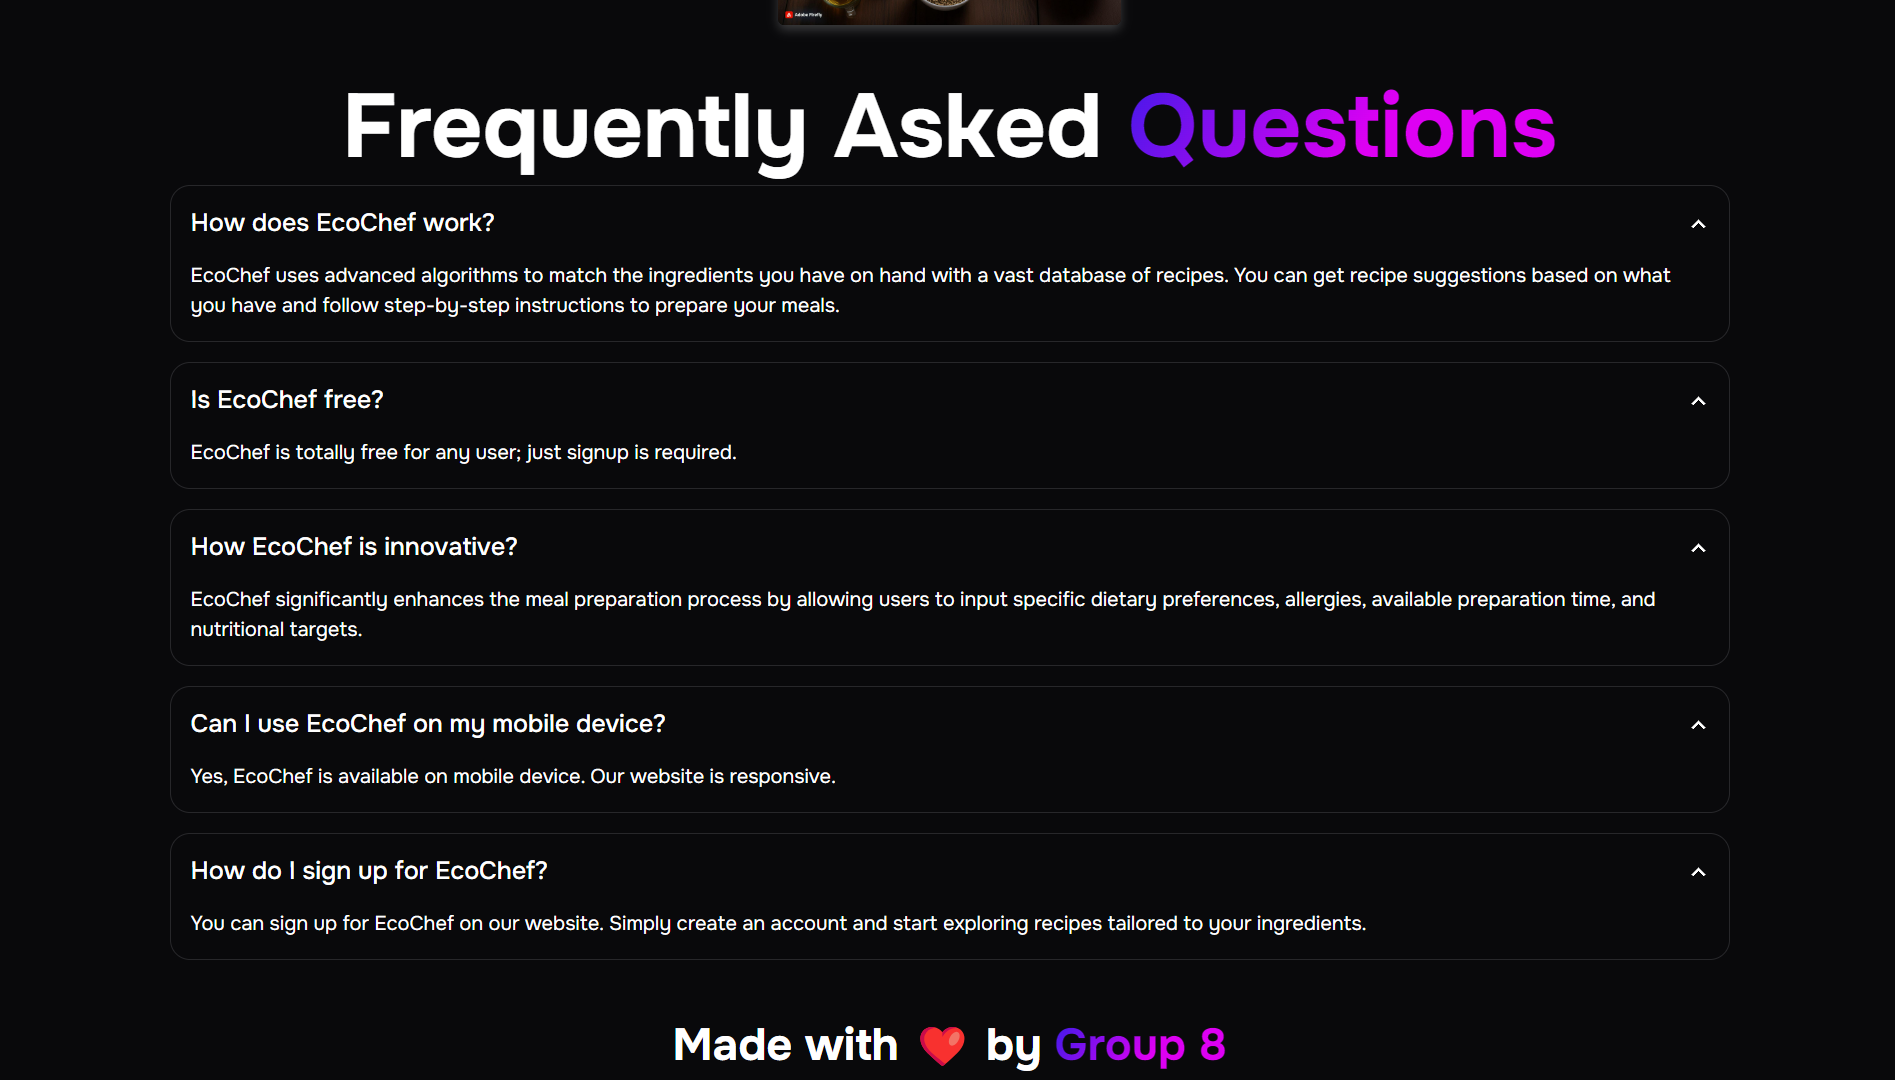 Adobe Firefly
Frequently Asked Questions
How does EcoChef work?
EcoChef uses advanced algorithms to match the ingredients you have on hand with a vast database of recipes. You can get recipe suggestions based on what
you have and follow step-by-step instructions to prepare your meals.
Is EcoChef free?
EcoChef is totally free for any user; just signup is required.
How EcoChef is innovative?
EcoChef significantly enhances the meal preparation process by allowing users to input specific dietary preferences, allergies, available preparation time, and
nutritional targets.
Can I use EcoChef on my mobile device?
Yes, EcoChef is available on mobile device. Our website is responsive.
How do I sign up for EcoChef?
You can sign up for EcoChef on our website. Simply create an account and start exploring recipes tailored to your ingredients.
Made with ❤️ by Group 8